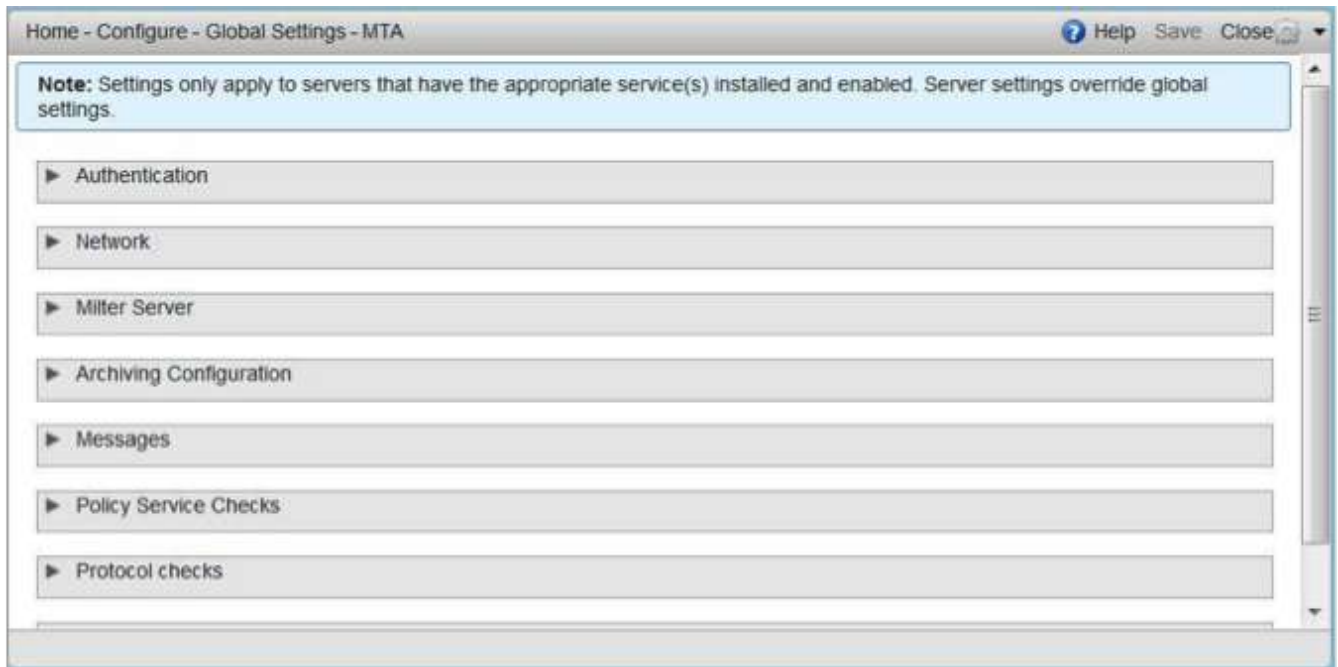 Home - Configure - Global Settings - MTA
Help Save Close
Note: Settings only apply to servers that have the appropriate service(s) installed and enabled. Server settings override global
settings.
Authentication
Network
Milter Server
Archiving Configuration
Messages
Policy Service Checks
Protocol checks